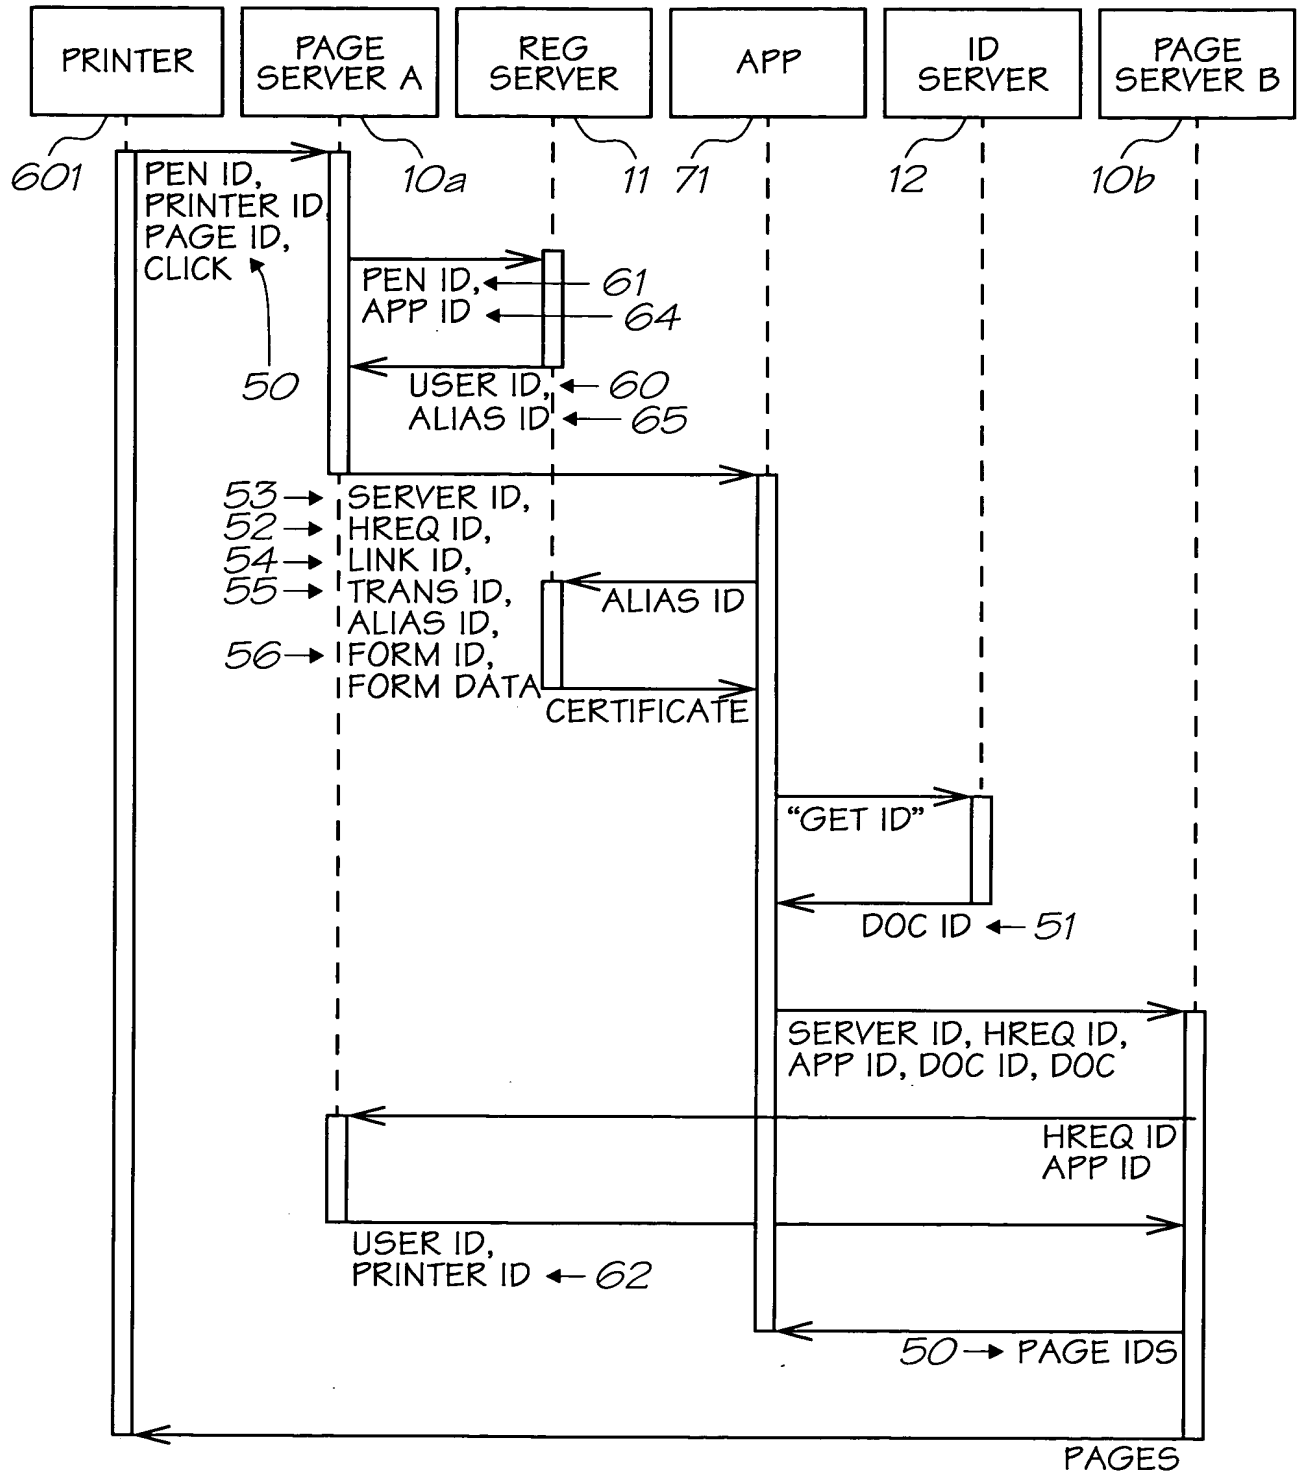 PRINTER
PAGE
SERVER A
REG
SERVER
APP
ID
SERVER
PAGE
SERVER B
601
10a
11
71
12
10b
PEN ID,
PRINTER ID
PAGE ID,
CLICK
50
PEN ID,
61
APP ID
64
USER ID,
60
ALIAS ID
65
53
SERVER ID,
52
HREQ ID,
54
LINK ID,
55
TRANS ID,
ALIAS ID,
56
FORM ID,
FORM DATA
ALIAS ID
CERTIFICATE
“GET ID”
DOC ID
51
SERVER ID, HREQ ID,
APP ID, DOC ID, DOC
HREQ ID
APP ID
USER ID,
PRINTER ID
62
50
PAGE IDS
PAGES